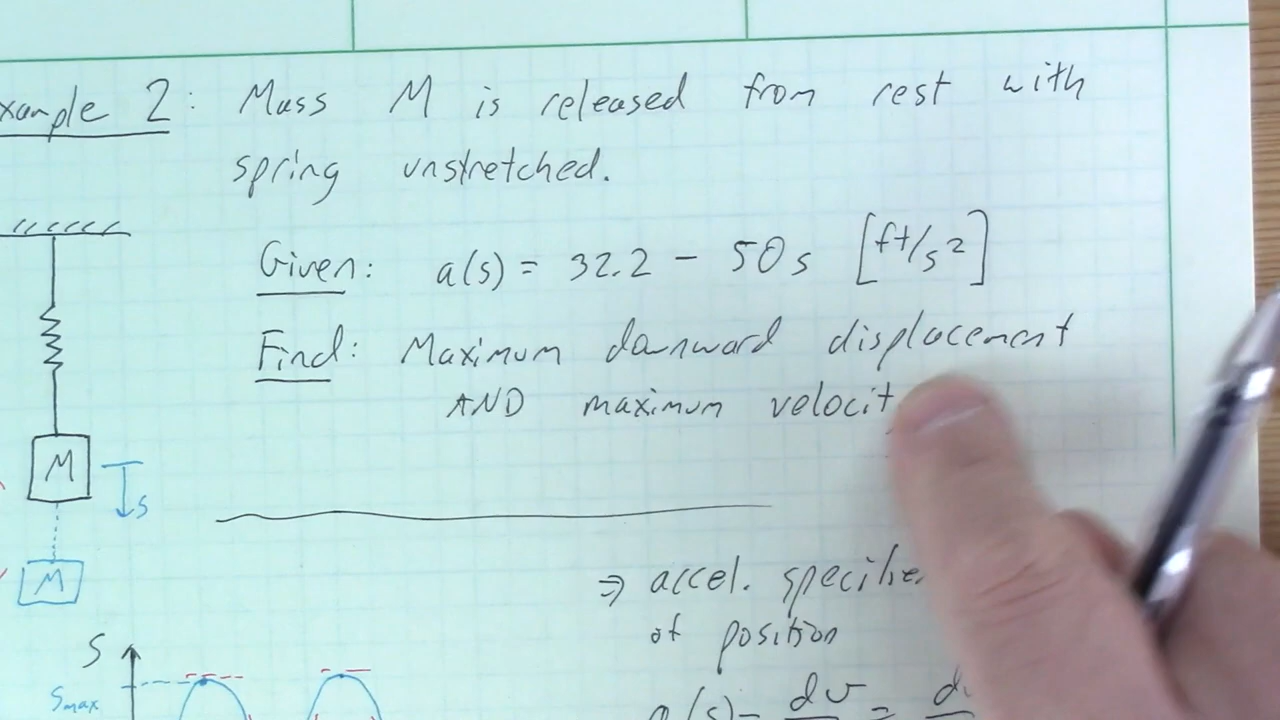 xample 2: Mass M is released from rest with
spring unstretched.
Given: a(s) = 32.2 - 50s [ft/s²]
Find: Maximum downward displacement
AND maximum velocit
M
s
M
⇒ accel. specifie
of position
S
Smax
a(s) = dv = d